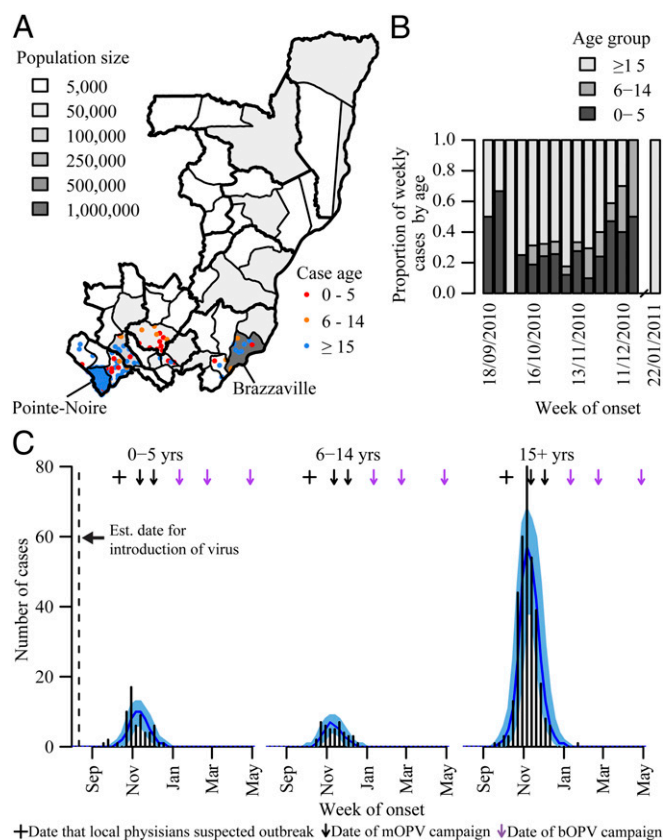 A
Population size
5,000
50,000
100,000
250,000
500,000
1,000,000
Case age
0 - 5
6 - 14
≥ 15
Pointe-Noire
Brazzaville
B
Age group
≥1 5
6−14
0−5
Proportion of weekly
cases by age
1.0
0.8
0.6
0.4
0.2
0.0
18/09/2010
16/10/2010
13/11/2010
11/12/2010
22/01/2011
Week of onset
C
0−5 yrs
6−14 yrs
15+ yrs
Number of cases
80
60
40
20
0
Est. date for
introduction of virus
Sep Nov Jan May
Sep Nov Jan May
Sep Nov Jan May
Week of onset
+Date that local physisians suspected outbreak ↓Date of mOPV campaign ↓Date of bOPV campaign